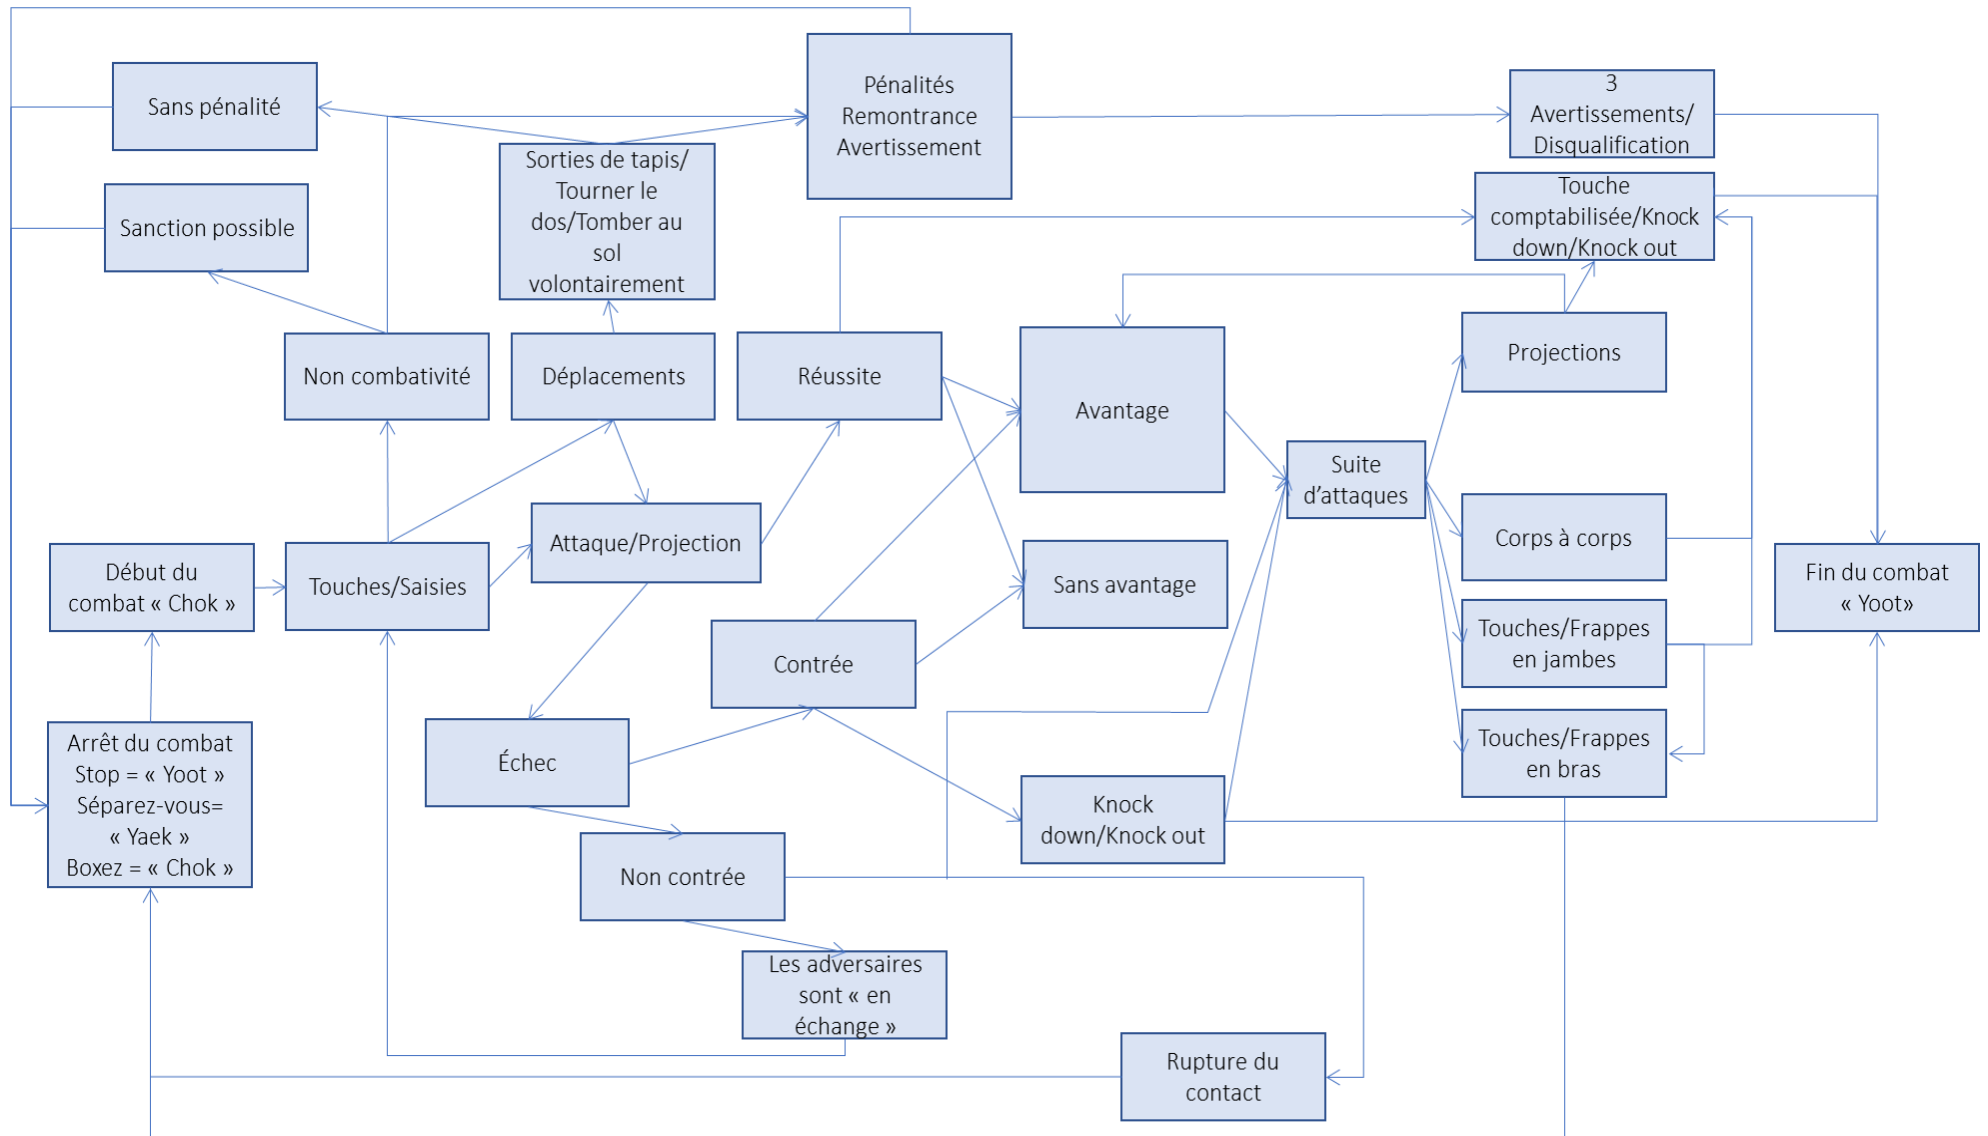 Pénalités
Remontrance
Avertissement
Sans pénalité
3
Avertissements/
Disqualification
Sorties de tapis/
Tourner le
dos/Tomber au
sol
volontairement
Touche
comptabilisée/Knock
down/Knock out
Sanction possible
Non combativité
Déplacements
Réussite
Avantage
Projections
Suite
d’attaques
Attaque/Projection
Corps à corps
Début du
combat « Chok »
Touches/Saisies
Sans avantage
Fin du combat
« Yoot»
Contrée
Touches/Frappes
en jambes
Arrêt du combat
Stop = « Yoot »
Séparez-vous=
« Yaek »
Boxez = « Chok »
Échec
Touches/Frappes
en bras
Knock
down/Knock out
Non contrée
Les adversaires
sont « en
échange »
Rupture du
contact